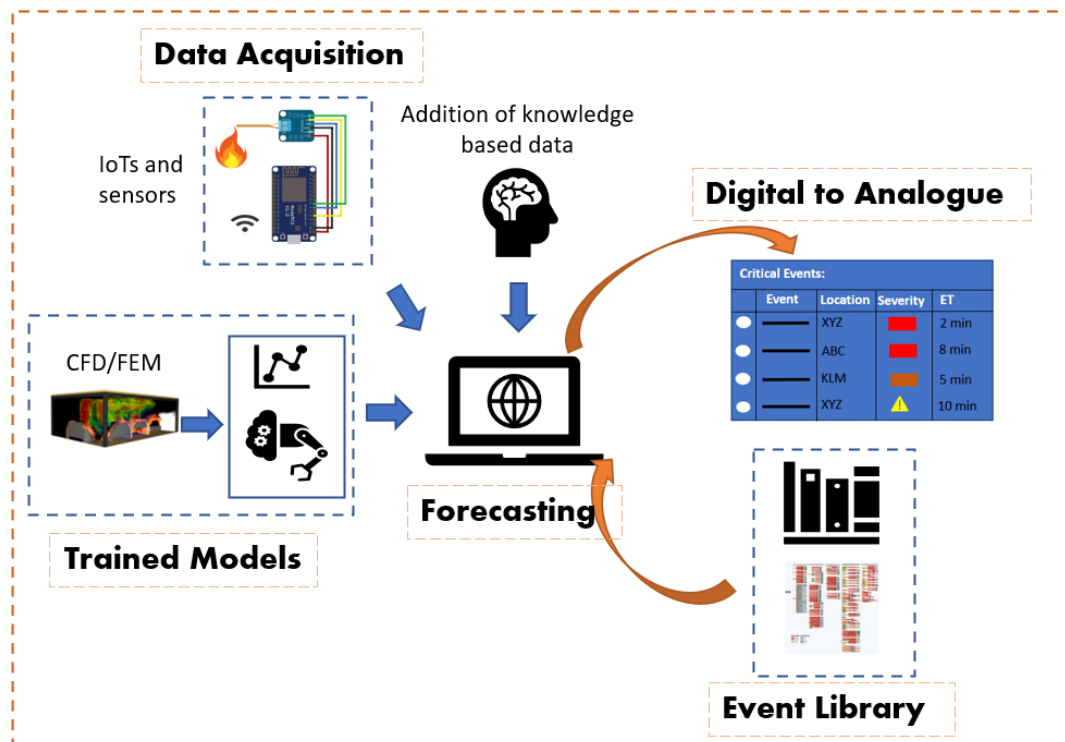 Data Acquisition
IoTs and
sensors
Addition of knowledge
based data
Digital to Analogue
Critical Events:
Event Location Severity ET
XYZ 2 min
ABC 8 min
KLM 5 min
XYZ 10 min
CFD/FEM
Trained Models
Forecasting
Event Library